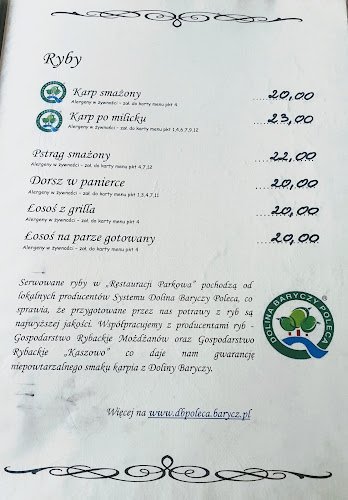 Ryby
Karp smażony 20,00
Alergeny w żywności - zał. do karty menu pkt 4
Karp po milicku 23,00
Alergeny w żywności - zał. do karty menu pkt 1,4,6,7,9,12
Pstrąg smażony 22,00
Alergeny w żywności - zał. do karty menu pkt 4,7,12
Dorsz w panierce 20,00
Alergeny w żywności - zał. do karty menu pkt 1,3,4,7,11
Łosoś z grilla 20,00
Alergeny w żywności - zał. do karty menu pkt 4
Łosoś na parze gotowany 20,00
Alergeny w żywności - zał. do karty menu pkt 4
Serwowane ryby w „Restauracji Parkowa" pochodzą od
lokalnych producentów Systemu Dolina Baryczy Poleca, co
sprawia, że przygotowane przez nas potrawy z ryb są
najwyższej jakości. Współpracujemy z producentami ryb -
Gospodarstwo Rybackie Możdżanów oraz Gospodarstwo
Rybackie „Kaszowo" co daje nam gwarancję
niepowtarzalnego smaku karpia z Doliny Baryczy.
DOLINA BARYCZY POLECA ®
Więcej na www.dbpoleca.barycz.pl